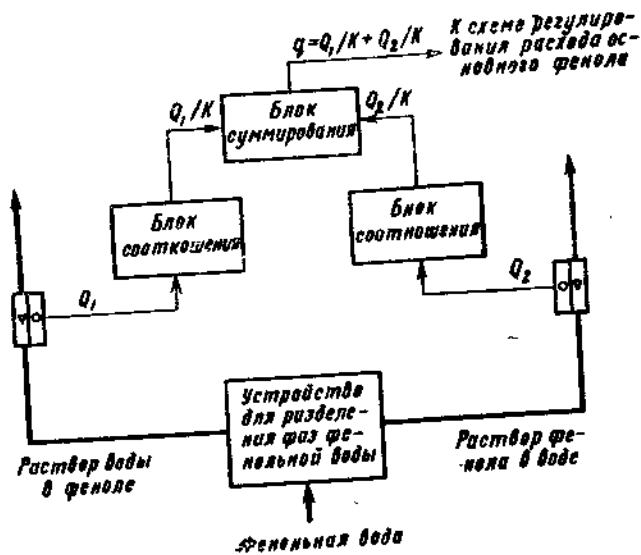 q=Q₁/K + Q₂/K
К схеме регулиро-
вания расхода ос-
новного фенола
Q₁/K
Блок
суммирования
Q₂/K
Блок
соотношения
Блок
соотношения
Q₁
Q₂
Устройство
для разделе-
ния фаз фе-
нольной воды
Раствор воды
в феноле
Раствор фе-
нола в воде
Фенольная вода